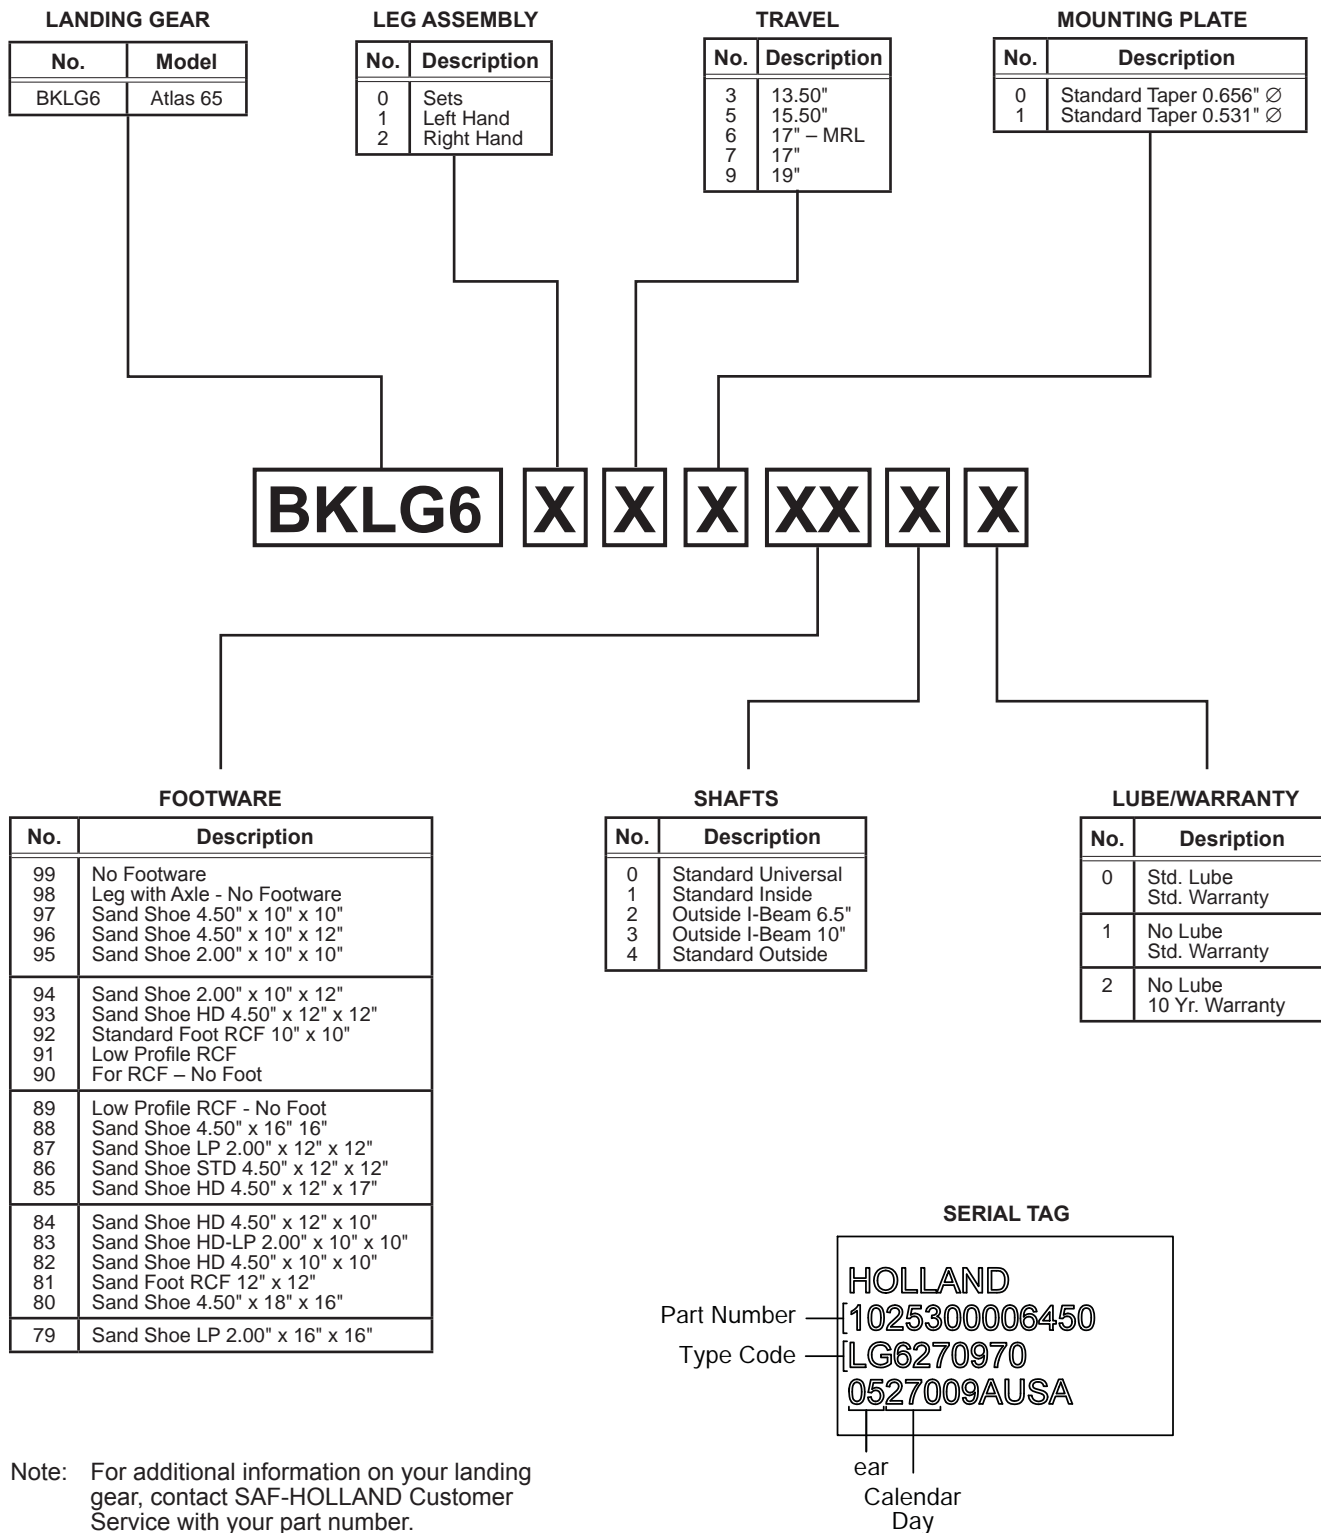 LANDING GEAR
No. Model
BKLG6 Atlas 65
LEG ASSEMBLY
No. Description
0 Sets
1 Left Hand
2 Right Hand
TRAVEL
No. Description
3 13.50"
5 15.50"
6 17" – MRL
7 17"
9 19"
MOUNTING PLATE
No. Description
0 Standard Taper 0.656" ∅
1 Standard Taper 0.531" ∅
BKLG6 X X X XX X X
FOOTWARE
No. Description
99 No Footware
98 Leg with Axle - No Footware
97 Sand Shoe 4.50" x 10" x 10"
96 Sand Shoe 4.50" x 10" x 12"
95 Sand Shoe 2.00" x 10" x 10"
94 Sand Shoe 2.00" x 10" x 12"
93 Sand Shoe HD 4.50" x 12" x 12"
92 Standard Foot RCF 10" x 10"
91 Low Profile RCF
90 For RCF – No Foot
89 Low Profile RCF - No Foot
88 Sand Shoe 4.50" x 16" 16"
87 Sand Shoe LP 2.00" x 12" x 12"
86 Sand Shoe STD 4.50" x 12" x 12"
85 Sand Shoe HD 4.50" x 12" x 17"
84 Sand Shoe HD 4.50" x 12" x 10"
83 Sand Shoe HD-LP 2.00" x 10" x 10"
82 Sand Shoe HD 4.50" x 10" x 10"
81 Sand Foot RCF 12" x 12"
80 Sand Shoe 4.50" x 18" x 16"
79 Sand Shoe LP 2.00" x 16" x 16"
SHAFTS
No. Description
0 Standard Universal
1 Standard Inside
2 Outside I-Beam 6.5"
3 Outside I-Beam 10"
4 Standard Outside
LUBE/WARRANTY
No. Desription
0 Std. Lube
Std. Warranty
1 No Lube
Std. Warranty
2 No Lube
10 Yr. Warranty
SERIAL TAG
HOLLAND
Part Number 1025300006450
Type Code LG6270970
0527009AUSA
ear
Calendar
Day
Note: For additional information on your landing
gear, contact SAF-HOLLAND Customer
Service with your part number.